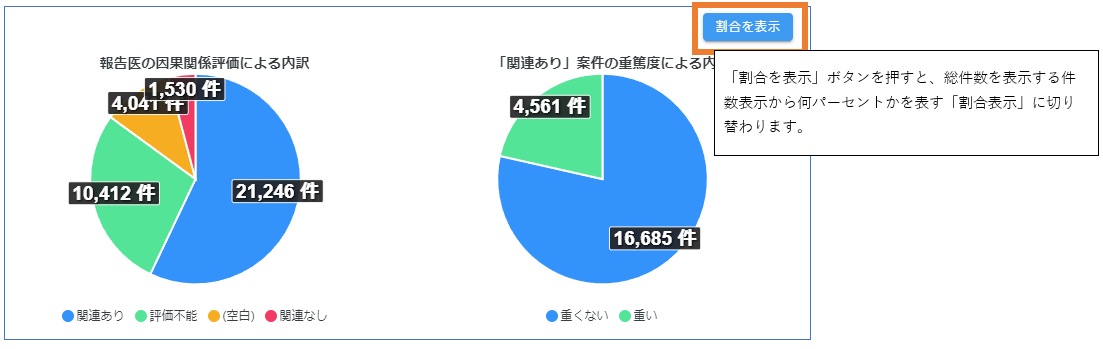 割合を表示
報告医の因果関係評価による内訳
「関連あり」案件の重篤度による内
「割合を表示」ボタンを押すと、総件数を表示する件
数表示から何パーセントかを表す「割合表示」に切り
替わります。
1,530 件
4,041 件
10,412 件
21,246 件
4,561 件
16,685 件
関連あり 評価不能 (空白) 関連なし
重くない 重い